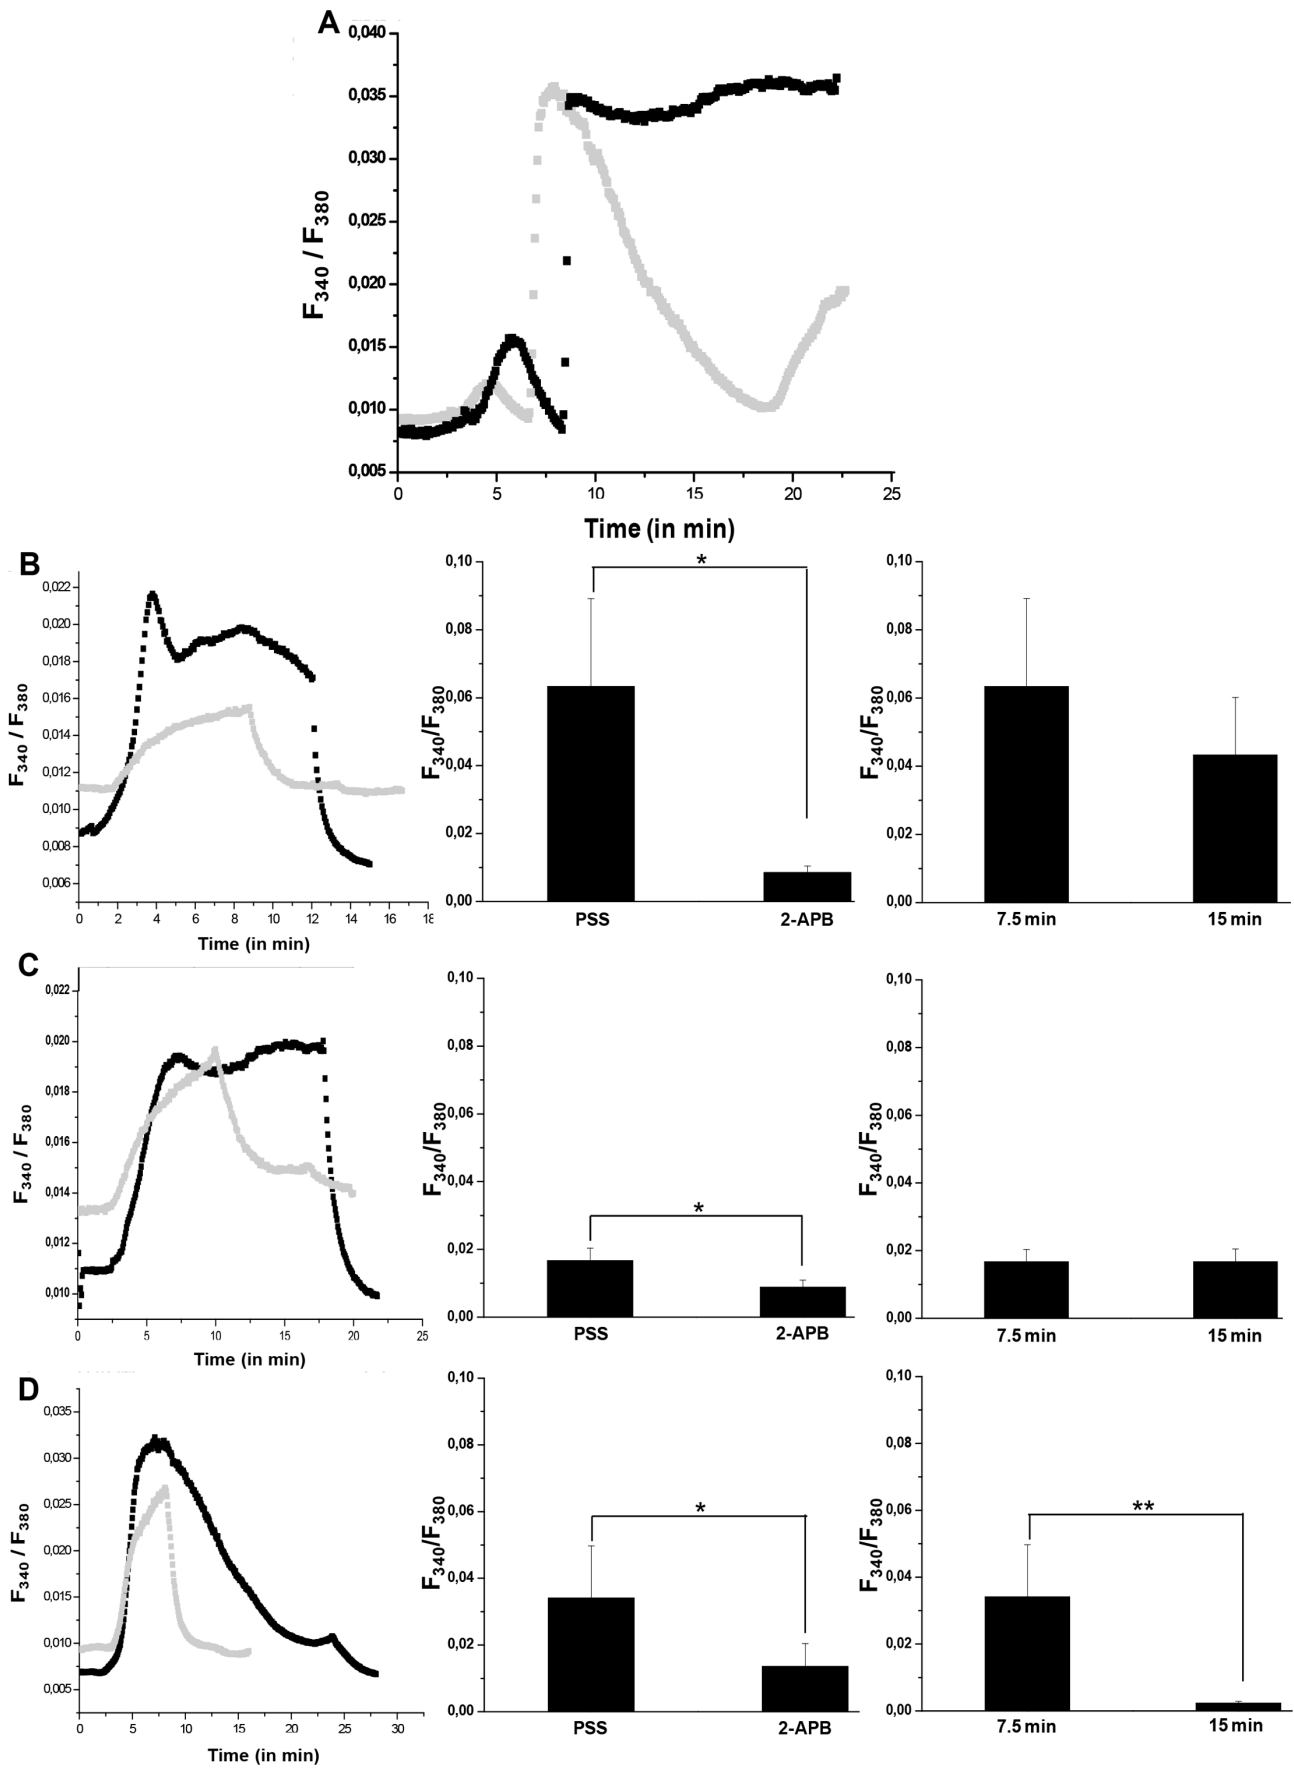 A
0,040
0,035
0,030
0,025
0,020
0,015
0,010
0,005
F340 / F380
0 5 10 15 20 25
Time (in min)
B
0,022
0,020
0,018
0,016
0,014
0,012
0,010
0,008
0,006
F340 / F380
0 2 4 6 8 10 12 14 16 18
Time (in min)
0,10
0,08
0,06
0,04
0,02
0,00
F340/F380
*
PSS 2-APB
0,10
0,08
0,06
0,04
0,02
0,00
F340/F380
7.5 min 15 min
C
0,022
0,020
0,018
0,016
0,014
0,012
0,010
F340 / F380
0 5 10 15 20 25
Time (in min)
0,10
0,08
0,06
0,04
0,02
0,00
F340/F380
*
PSS 2-APB
0,10
0,08
0,06
0,04
0,02
0,00
F340/F380
7.5 min 15 min
D
0,035
0,030
0,025
0,020
0,015
0,010
0,005
F340 / F380
0 5 10 15 20 25 30
Time (in min)
0,10
0,08
0,06
0,04
0,02
0,00
F340/F380
*
PSS 2-APB
0,10
0,08
0,06
0,04
0,02
0,00
F340/F380
**
7.5 min 15 min